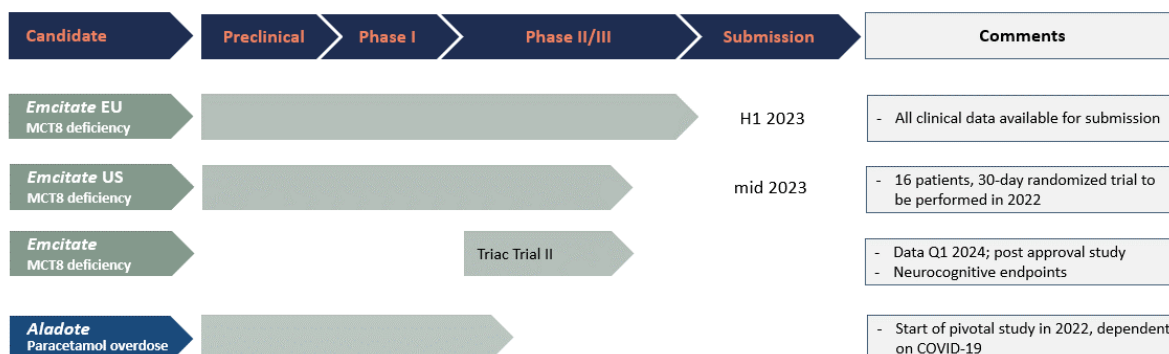 Candidate
Preclinical
Phase I
Phase II/III
Submission
Comments
Emcitate EU
MCT8 deficiency
H1 2023
- All clinical data available for submission
Emcitate US
MCT8 deficiency
mid 2023
- 16 patients, 30-day randomized trial to
be performed in 2022
Emcitate
MCT8 deficiency
Triac Trial II
- Data Q1 2024; post approval study
- Neurocognitive endpoints
Aladote
Paracetamol overdose
- Start of pivotal study in 2022, dependent
on COVID-19